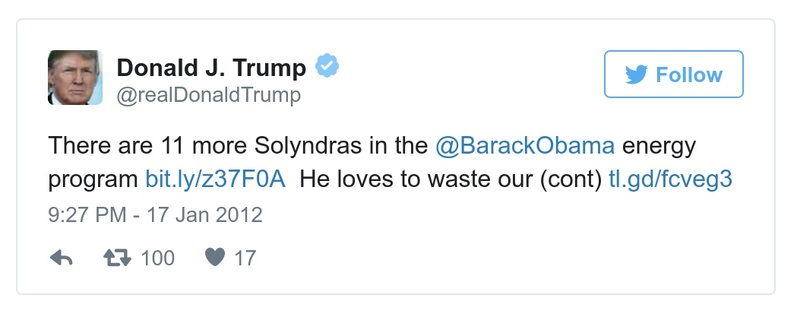 Donald J. Trump
@realDonaldTrump
Follow
There are 11 more Solyndras in the @BarackObama energy
program bit.ly/z37F0A  He loves to waste our (cont) tl.gd/fcveg3
9:27 PM - 17 Jan 2012
100 17